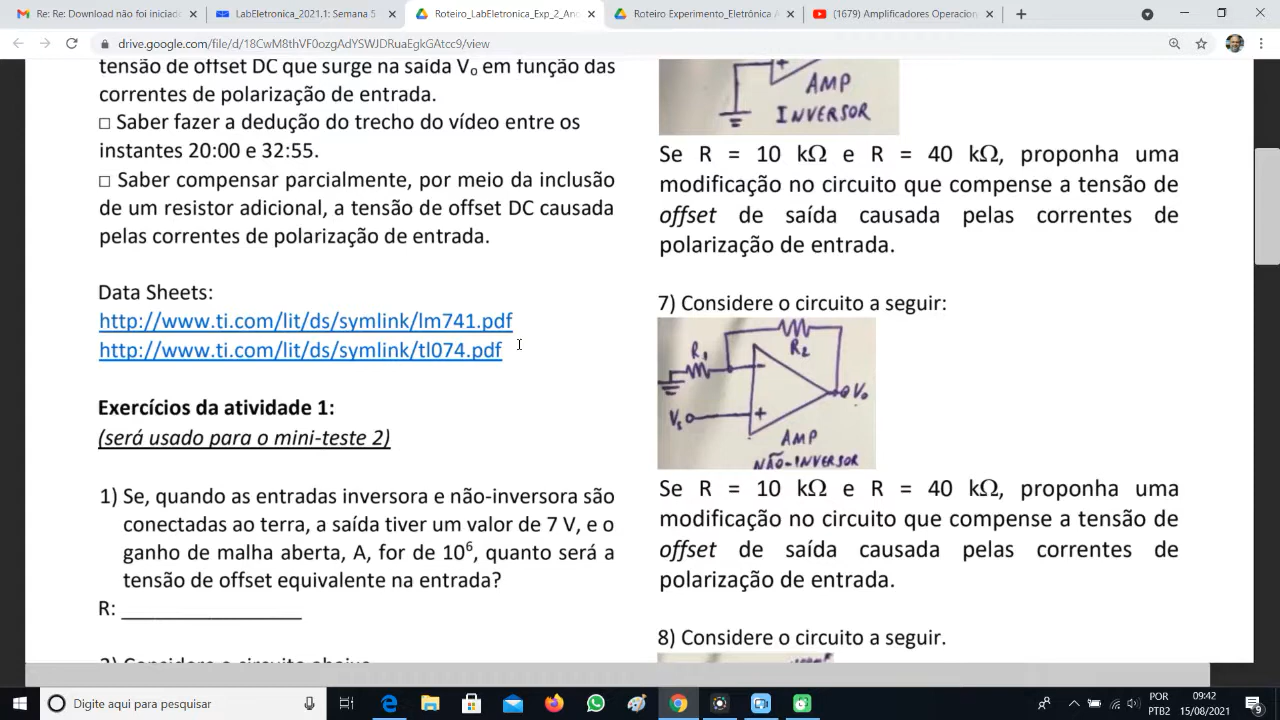 Re: Re: Download não foi iniciad
LabEletronica_2021.1: Semana 5
Roteiro_LabEletronica_Exp_2_Ano
Roteiro Experimento_Eletrônica A
(1679) Amplificadores Operacion
drive.google.com/file/d/18CwM8thVF0ozgAdYSWJDRuaEgkGAtcc9/view
tensão de offset DC que surge na saída Vo em função das
correntes de polarização de entrada.
□ Saber fazer a dedução do trecho do vídeo entre os
instantes 20:00 e 32:55.
□ Saber compensar parcialmente, por meio da inclusão
de um resistor adicional, a tensão de offset DC causada
pelas correntes de polarização de entrada.
Data Sheets:
http://www.ti.com/lit/ds/symlink/lm741.pdf
http://www.ti.com/lit/ds/symlink/tl074.pdf
Exercícios da atividade 1:
(será usado para o mini-teste 2)
1) Se, quando as entradas inversora e não-inversora são
conectadas ao terra, a saída tiver um valor de 7 V, e o
ganho de malha aberta, A, for de 10⁶, quanto será a
tensão de offset equivalente na entrada?
R: ________________
+
AMP
INVERSOR
Se R = 10 kΩ e R = 40 kΩ, proponha uma
modificação no circuito que compense a tensão de
offset de saída causada pelas correntes de
polarização de entrada.
7) Considere o circuito a seguir:
R1
R2
−
Vs
+
Vo
AMP
NÃO-INVERSOR
Se R = 10 kΩ e R = 40 kΩ, proponha uma
modificação no circuito que compense a tensão de
offset de saída causada pelas correntes de
polarização de entrada.
8) Considere o circuito a seguir.
Digite aqui para pesquisar
POR
PTB2
09:42
15/08/2021
9